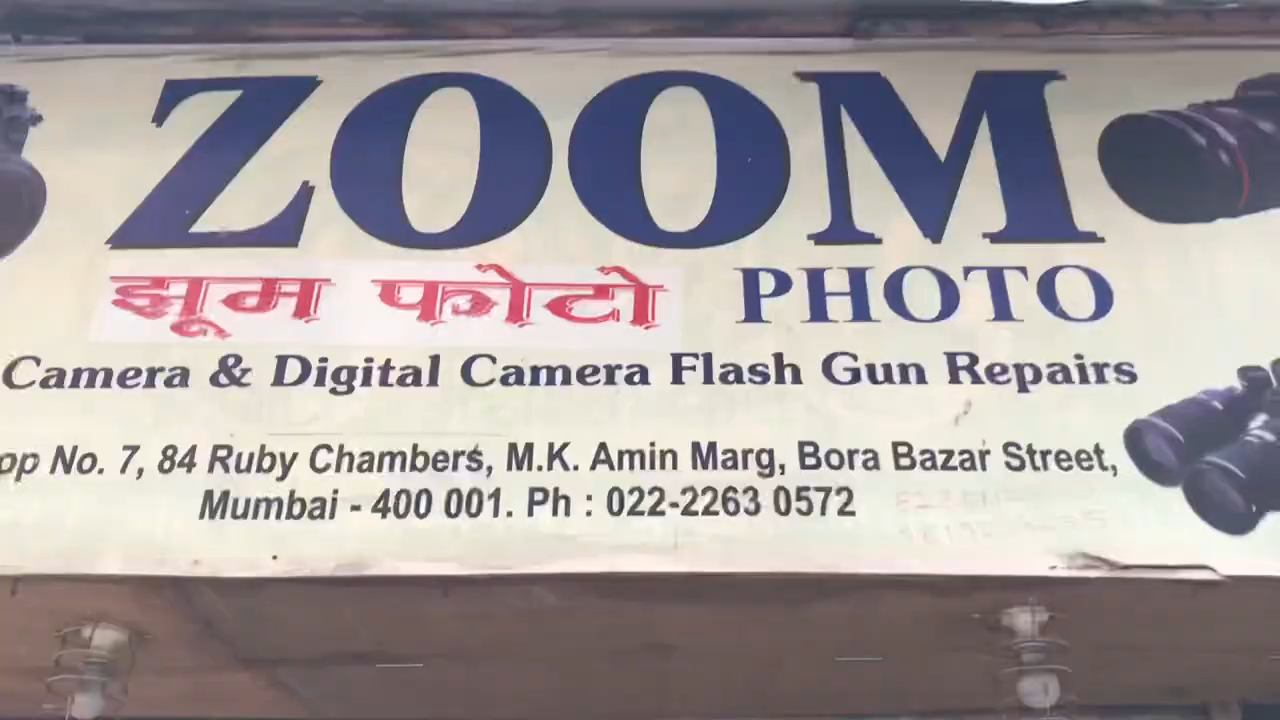 ZOOM
झूम फोटो PHOTO
Camera & Digital Camera Flash Gun Repairs
No. 7, 84 Ruby Chambers, M.K. Amin Marg, Bora Bazar Street,
Mumbai - 400 001. Ph : 022-2263 0572